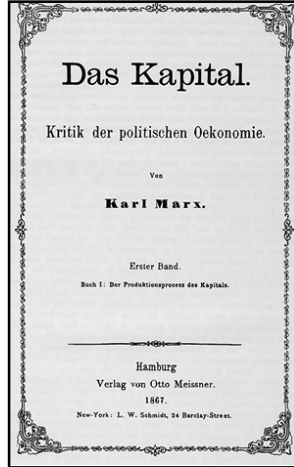 Das Kapital.
Kritik der politischen Oekonomie.
Von
Karl Marx.
Erster Band.
Buch I: Der Produktionsprocess des Kapitals.
Hamburg
Verlag von Otto Meissner.
1867.
New-York: L. W. Schmidt, 24 Barclay-Street.